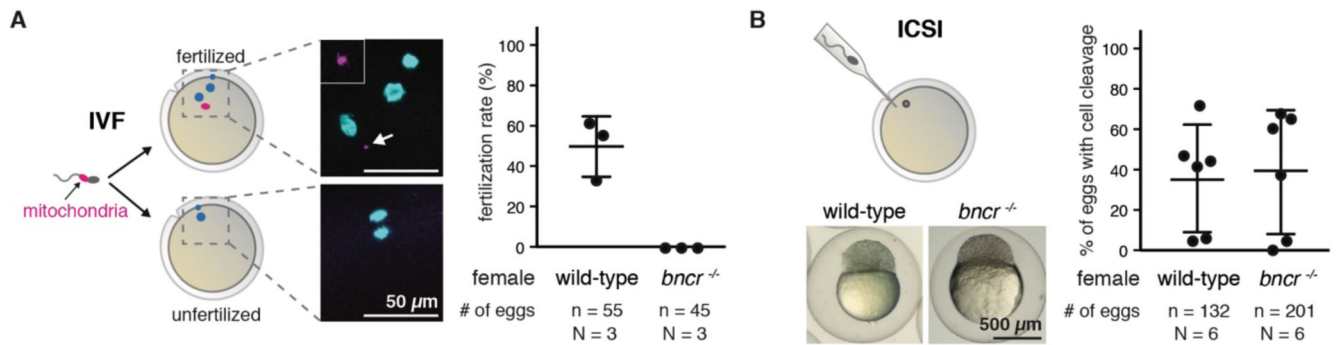 A
IVF
fertilized
mitochondria
unfertilized
50 µm
fertilization rate (%)
100
80
60
40
20
0
female wild-type bncr -/-
# of eggs n = 55 n = 45
N = 3 N = 3
B
ICSI
wild-type bncr -/-
500 µm
% of eggs with cell cleavage
100
80
60
40
20
0
female wild-type bncr -/-
# of eggs n = 132 n = 201
N = 6 N = 6